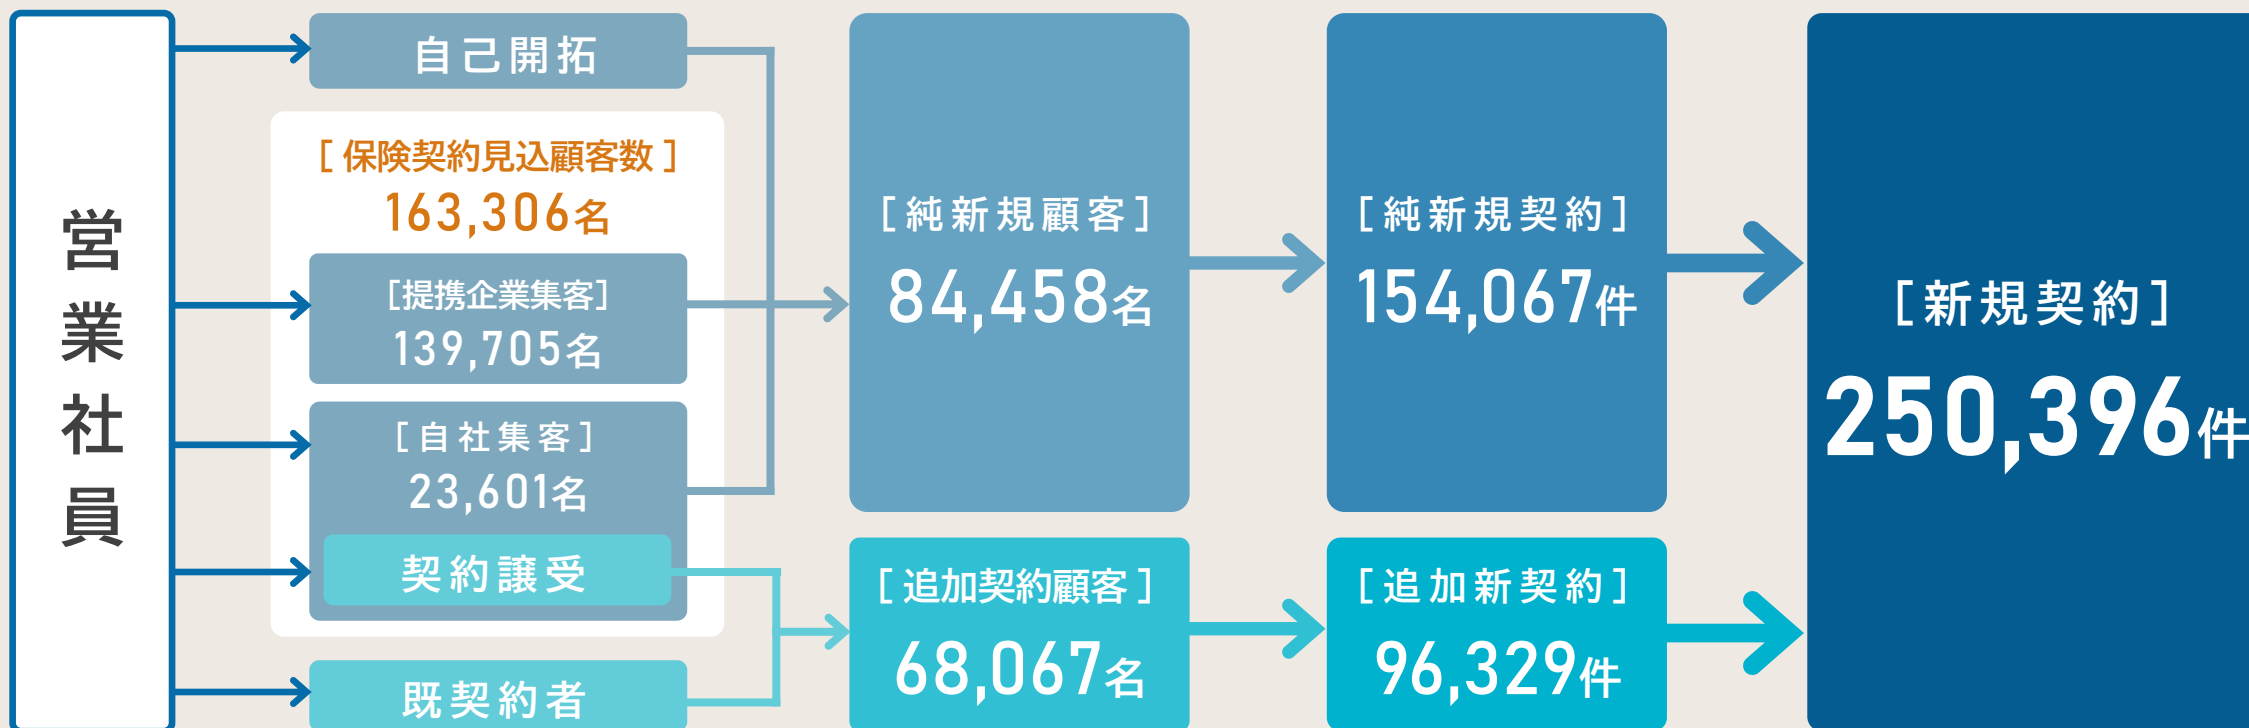 営業社員
自己開拓
[ 保険契約見込顧客数 ]
163,306名
[提携企業集客]
139,705名
[ 自社集客 ]
23,601名
契約譲受
既契約者
[ 純新規顧客 ]
84,458名
[ 追加契約顧客 ]
68,067名
[ 純新規契約 ]
154,067件
[ 追加新契約 ]
96,329件
[ 新規契約 ]
250,396件